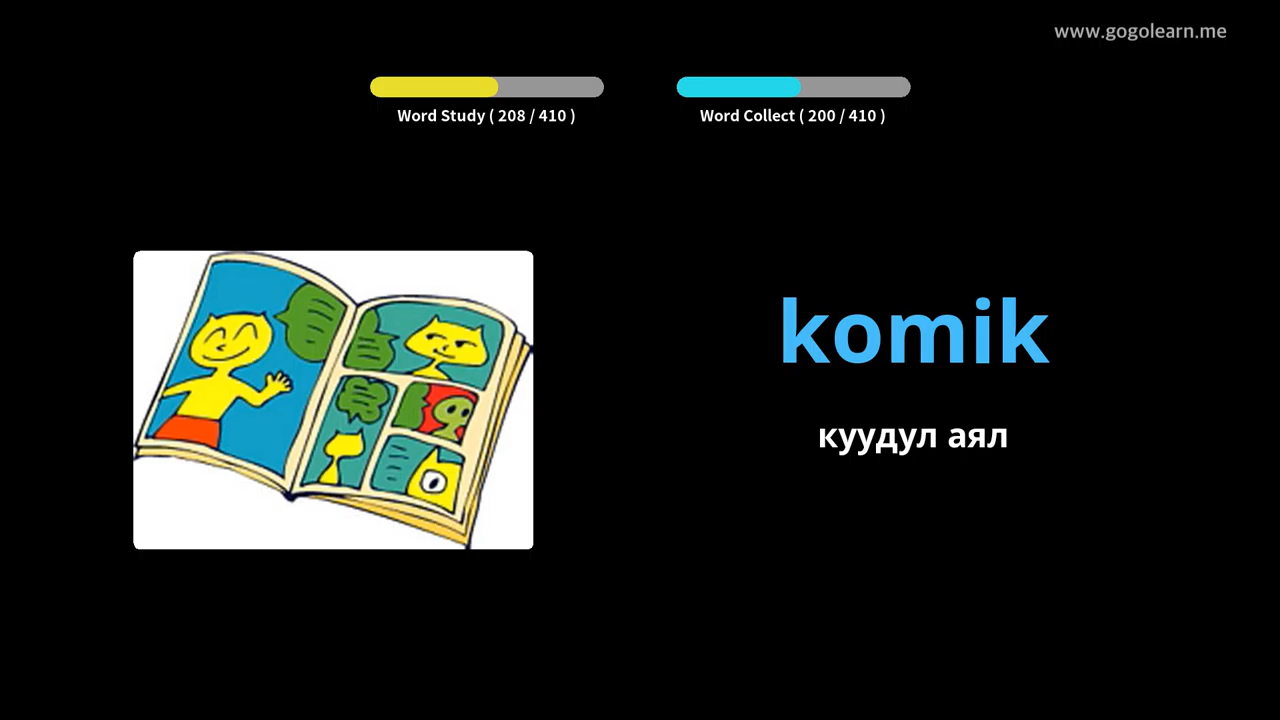 www.gogolearn.me
Word Study ( 208 / 410 )
Word Collect ( 200 / 410 )
komik
куудул аял